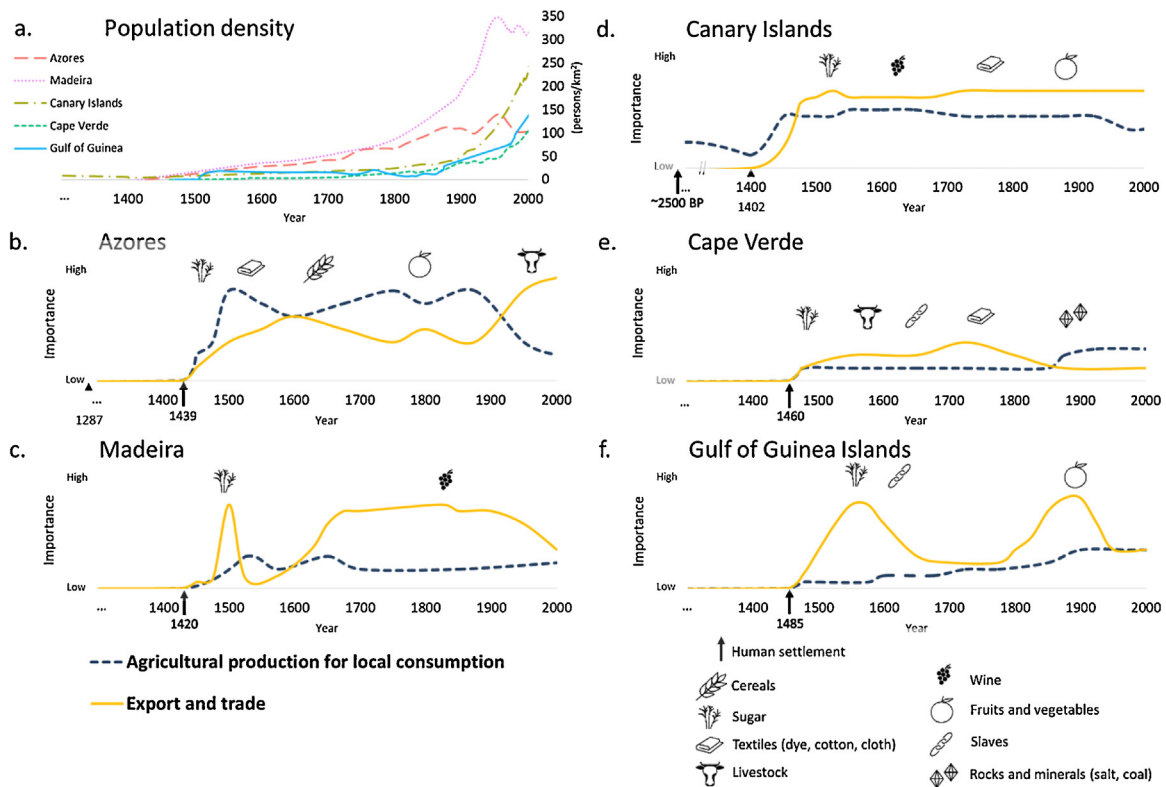 a. Population density
Azores
Madeira
Canary Islands
Cape Verde
Gulf of Guinea
350
300
250
200
150
100
50
0
(persons/km²)
... 1400 1500 1600 1700 1800 1900 2000
Year
b. Azores
High
Importance
Low
... 1400 1500 1600 1700 1800 1900 2000
1287 1439
Year
c. Madeira
High
Importance
Low
1400 1500 1600 1700 1800 1900 2000
1420
Year
Agricultural production for local consumption
Export and trade
d. Canary Islands
High
Importance
Low
... 1400 1500 1600 1700 1800 1900 2000
~2500 BP 1402
Year
e. Cape Verde
High
Importance
Low
... 1400 1500 1600 1700 1800 1900 2000
1460
Year
f. Gulf of Guinea Islands
High
Importance
Low
... 1400 1500 1600 1700 1800 1900 2000
1485
Year
Human settlement
Cereals
Sugar
Textiles (dye, cotton, cloth)
Livestock
Wine
Fruits and vegetables
Slaves
Rocks and minerals (salt, coal)